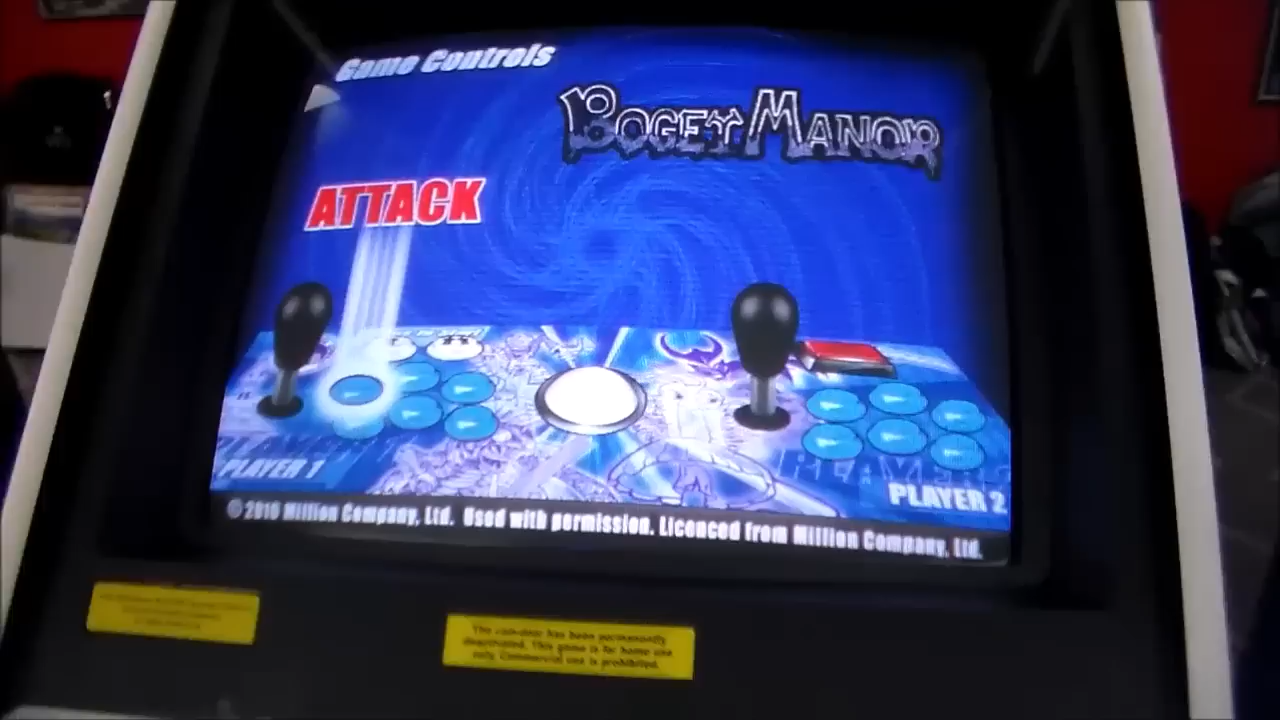 Game Controls
BOGEY MANOR
ATTACK
PLAYER 1
PLAYER 2
© 2010 Million Company, Ltd. Used with permission. Licenced from Million Company, Ltd.
The coin-door has been permanently
deactivated. This game is for home use
only. Commercial use is prohibited.